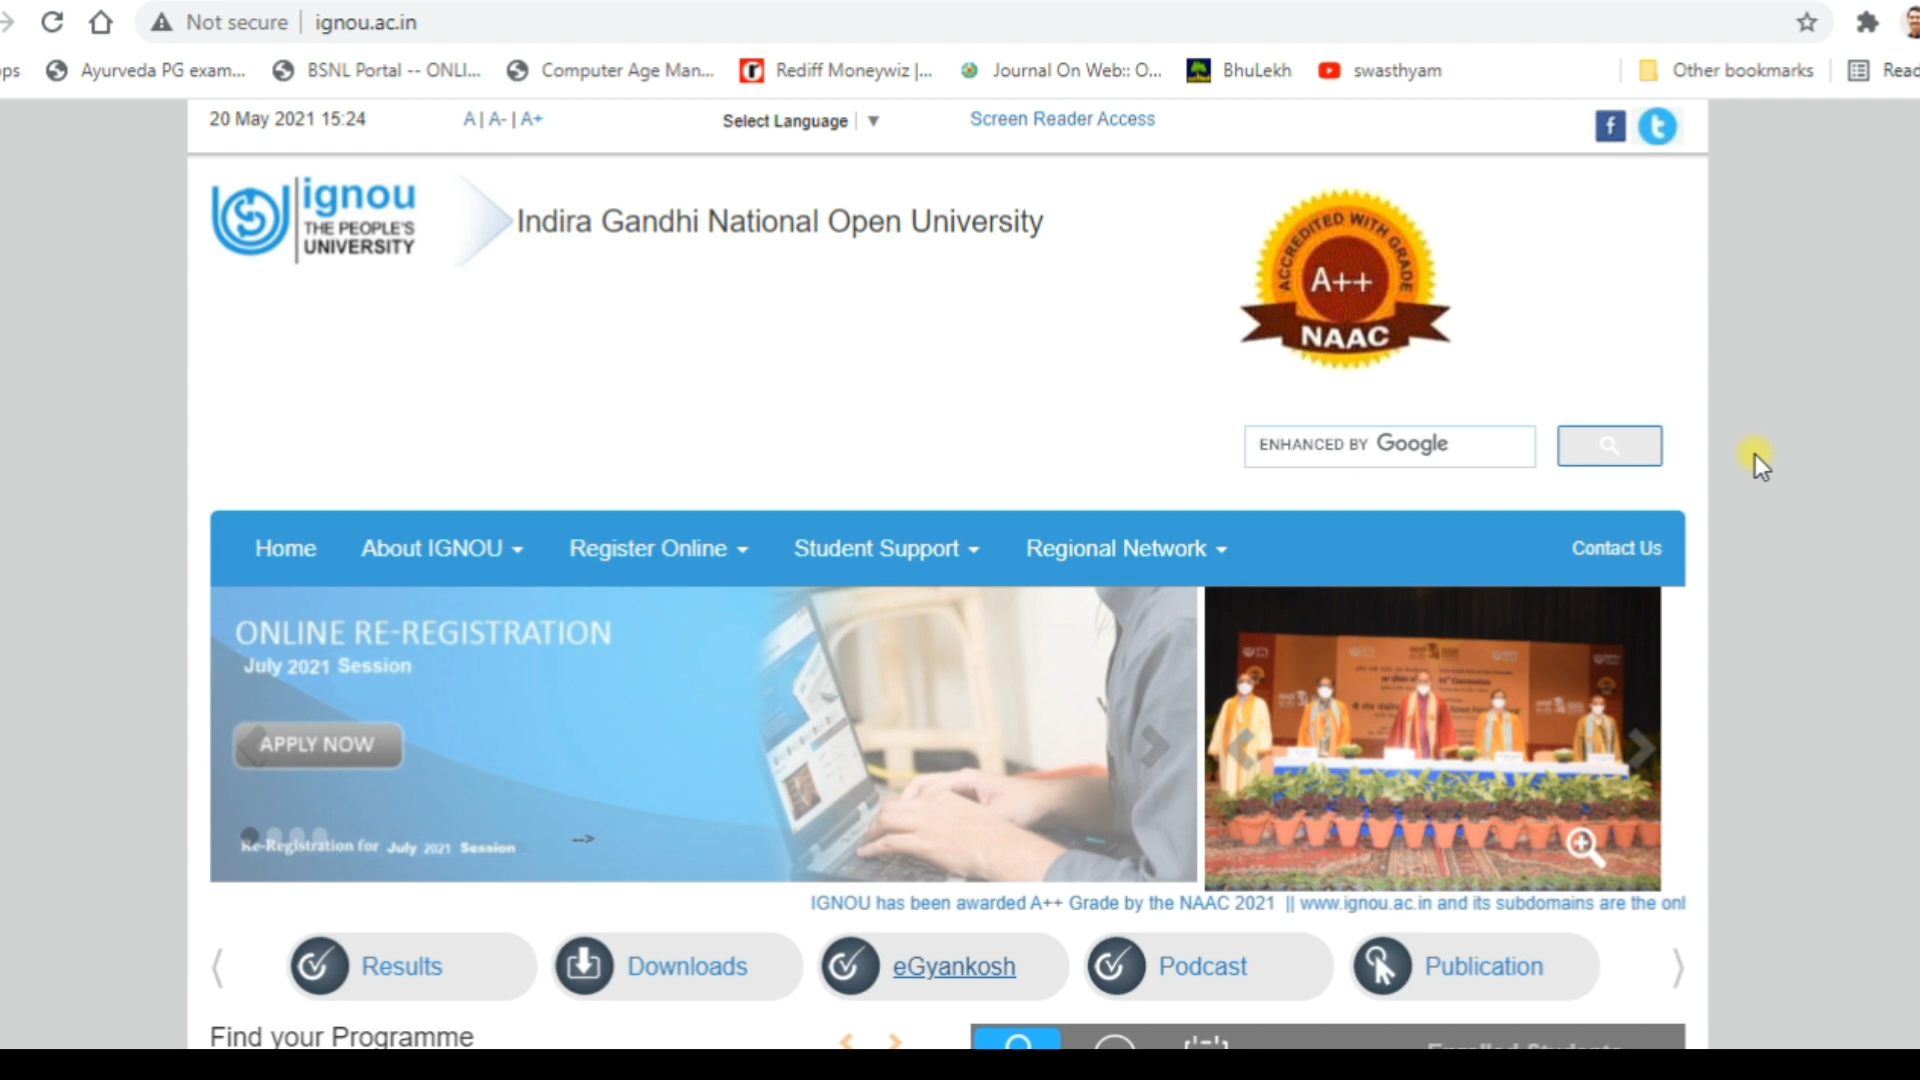 Not secure | ignou.ac.in
ps Ayurveda PG exam... BSNL Portal -- ONLI... Computer Age Man... Rediff Moneywiz |... Journal On Web:: O... BhuLekh swasthyam Other bookmarks Read
20 May 2021 15:24 A | A- | A+ Select Language ▼ Screen Reader Access
ignou
THE PEOPLE'S
UNIVERSITY
Indira Gandhi National Open University
ACCREDITED WITH GRADE
A++
NAAC
ENHANCED BY Google
Home About IGNOU Register Online Student Support Regional Network Contact Us
ONLINE RE-REGISTRATION
July 2021 Session
APPLY NOW
Re-Registration for July 2021 Session -->
IGNOU has been awarded A++ Grade by the NAAC 2021 || www.ignou.ac.in and its subdomains are the onl
Results Downloads eGyankosh Podcast Publication
Find your Programme
Enrolled Students